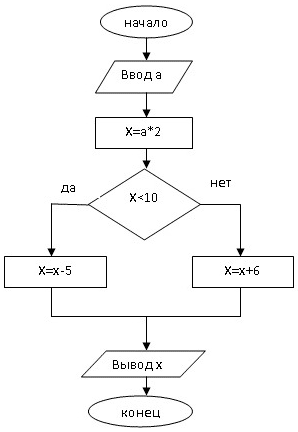 начало
Ввод a
X=a*2
X<10
да
нет
X=x-5
X=x+6
Вывод x
конец